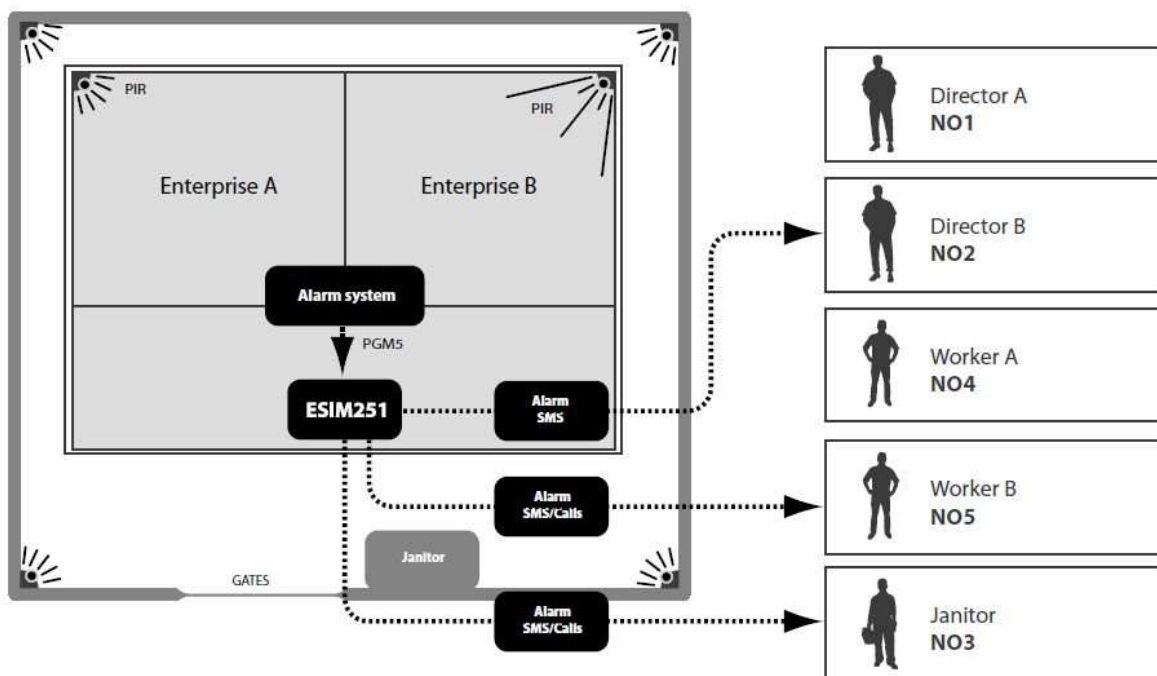 PIR
PIR
Enterprise A
Enterprise B
Alarm system
PGM5
ESIM251
Alarm
SMS
Alarm
SMS/Calls
Janitor
GATES
Alarm
SMS/Calls
Director A
NO1
Director B
NO2
Worker A
NO4
Worker B
NO5
Janitor
NO3